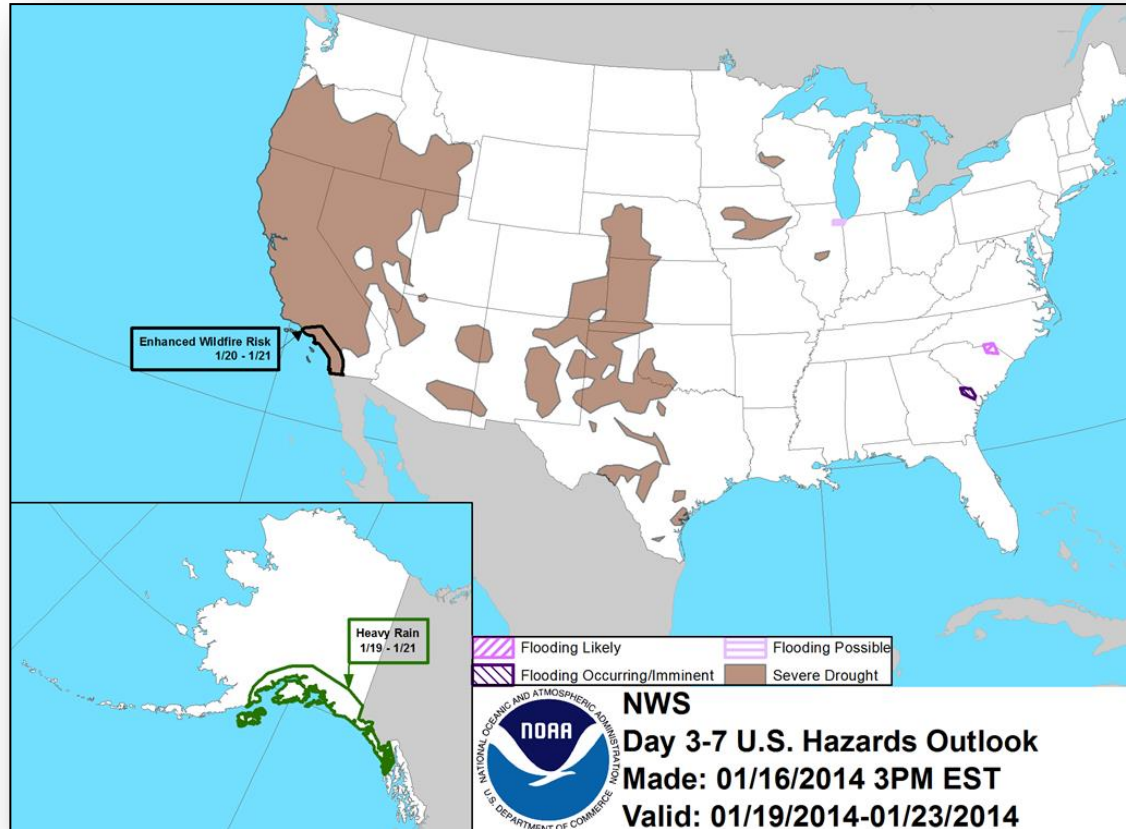 Enhanced Wildfire Risk
1/20 - 1/21
Heavy Rain
1/19 - 1/21
Flooding Likely
Flooding Possible
Flooding Occurring/Imminent
Severe Drought
NATIONAL OCEANIC AND ATMOSPHERIC ADMINISTRATION
NOAA
U.S. DEPARTMENT OF COMMERCE
NWS
Day 3-7 U.S. Hazards Outlook
Made: 01/16/2014 3PM EST
Valid: 01/19/2014-01/23/2014